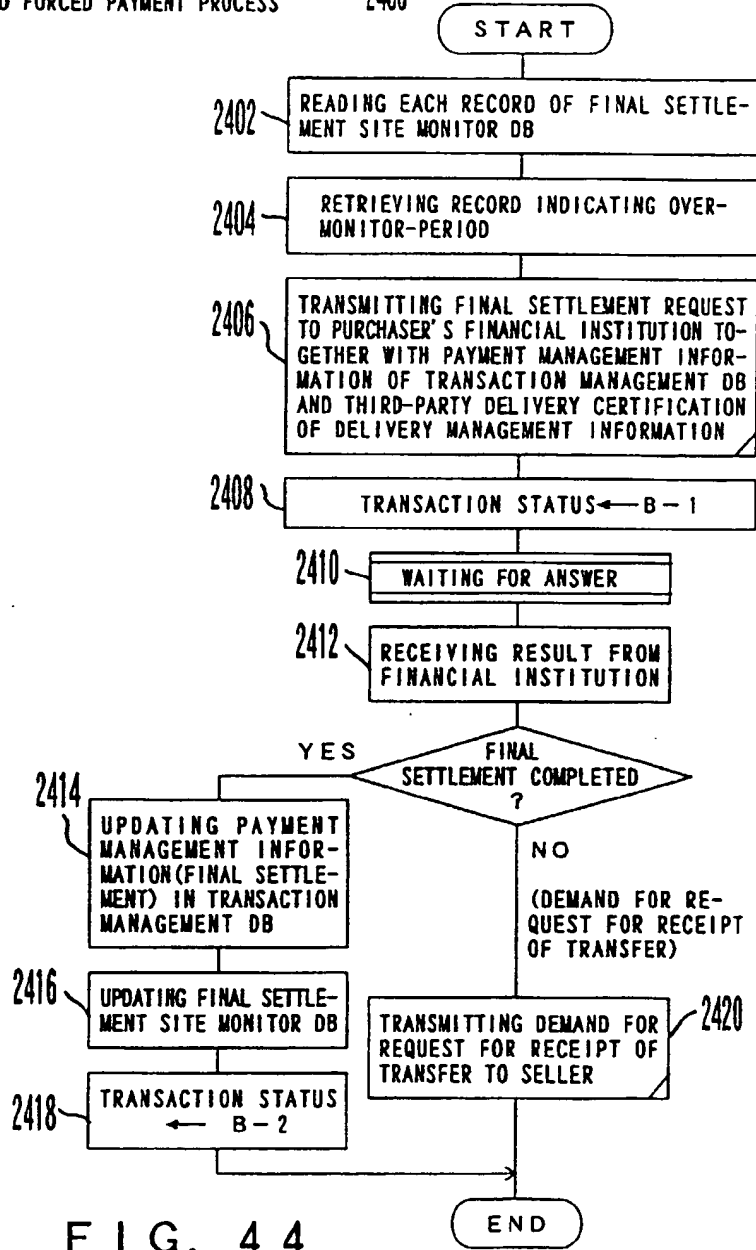 FORCED PAYMENT PROCESS 2400
START
2402
READING EACH RECORD OF FINAL SETTLE-
MENT SITE MONITOR DB
2404
RETRIEVING RECORD INDICATING OVER-
MONITOR-PERIOD
2406
TRANSMITTING FINAL SETTLEMENT REQUEST
TO PURCHASER'S FINANCIAL INSTITUTION TO-
GETHER WITH PAYMENT MANAGEMENT INFOR-
MATION OF TRANSACTION MANAGEMENT DB
AND THIRD-PARTY DELIVERY CERTIFICATION
OF DELIVERY MANAGEMENT INFORMATION
2408
TRANSACTION STATUS ← B-1
2410
WAITING FOR ANSWER
2412
RECEIVING RESULT FROM
FINANCIAL INSTITUTION
YES
FINAL
SETTLEMENT COMPLETED
?
NO
2414
UPDATING PAYMENT
MANAGEMENT INFOR-
MATION(FINAL SETTLE-
MENT) IN TRANSACTION
MANAGEMENT DB
(DEMAND FOR RE-
QUEST FOR RECEIPT
OF TRANSFER)
2416
UPDATING FINAL SETTLE-
MENT SITE MONITOR DB
2420
TRANSMITTING DEMAND FOR
REQUEST FOR RECEIPT OF
TRANSFER TO SELLER
2418
TRANSACTION STATUS
← B-2
END
FIG. 44